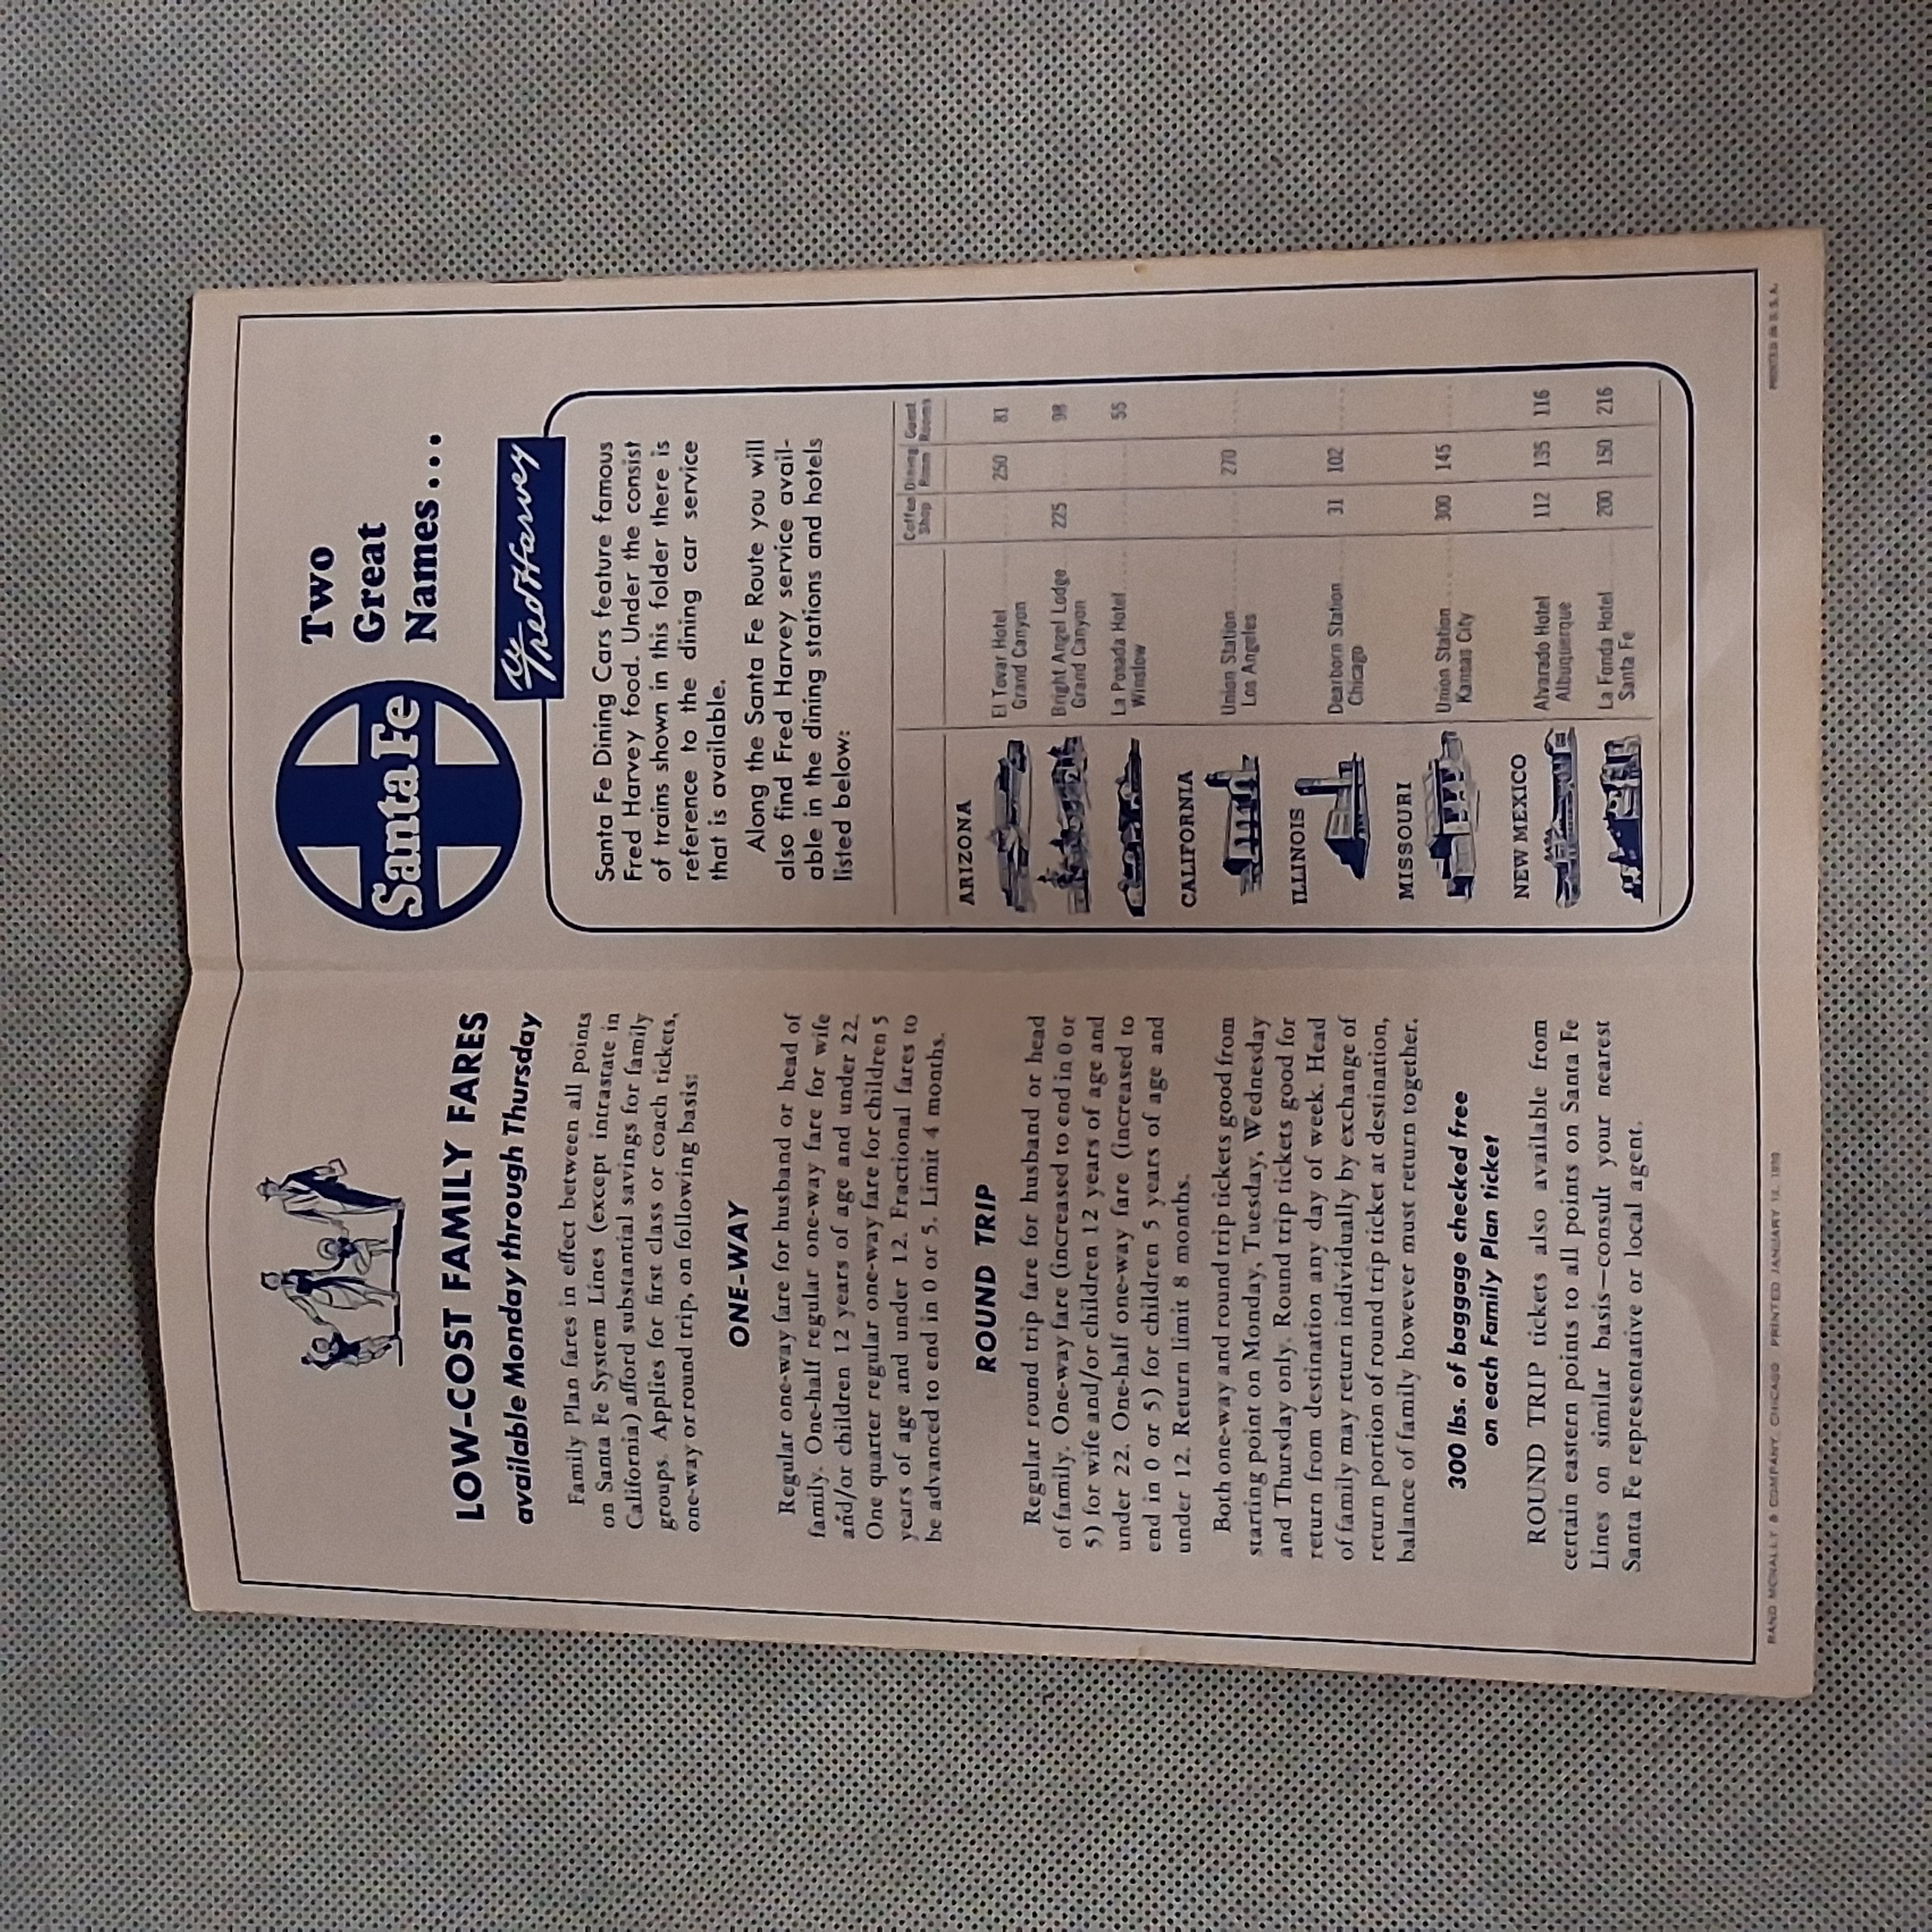 LOW-COST FAMILY FARES
available Monday through Thursday
Family Plan fares in effect between all points
on Santa Fe System Lines (except intrastate in
California) afford substantial savings for family
groups. Applies for first class or coach tickets,
one-way or round trip, on following basis:
ONE-WAY
Regular one-way fare for husband or head of
family. One-half regular one-way fare for wife
and/or children 12 years of age and under 22.
One quarter regular one-way fare for children 5
years of age and under 12. Fractional fares to
be advanced to end in 0 or 5. Limit 4 months.
ROUND TRIP
Regular round trip fare for husband or head
of family. One-way fare (increased to end in 0 or
5) for wife and/or children 12 years of age and
under 22. One-half one-way fare (increased to
end in 0 or 5) for children 5 years of age and
under 12. Return limit 8 months.
Both one-way and round trip tickets good from
starting point on Monday, Tuesday, Wednesday
and Thursday only. Round trip tickets good for
return from destination any day of week. Head
of family may return individually by exchange of
return portion of round trip ticket at destination,
balance of family however must return together.
300 lbs. of baggage checked free
on each Family Plan ticket
ROUND TRIP tickets also available from
certain eastern points to all points on Santa Fe
Lines on similar basis—consult your nearest
Santa Fe representative or local agent.
RAND MCNALLY & COMPANY, CHICAGO PRINTED JANUARY
Santa Fe
Two
Great
Names....
Fred Harvey
Santa Fe Dining Cars feature famous
Fred Harvey food. Under the consist
of trains shown in this folder there is
reference to the dining car service
that is available.
Along the Santa Fe Route you will
also find Fred Harvey service avail-
able in the dining stations and hotels
listed below:
Coffee Shop Dining Room Guest Rooms
ARIZONA
El Tovar Hotel ..... 250 81
Grand Canyon
Bright Angel Lodge... 225 ..... 98
Grand Canyon
La Posada Hotel..... ..... ..... 55
Winslow
CALIFORNIA
Union Station..... ..... 270 .....
Los Angeles
ILLINOIS
Dearborn Station..... 31 102 .....
Chicago
MISSOURI
Union Station..... 300 145 .....
Kansas City
NEW MEXICO
Alvarado Hotel..... 112 135 116
Albuquerque
La Fonda Hotel..... 200 150 216
Santa Fe
PRINTED IN U.S.A.